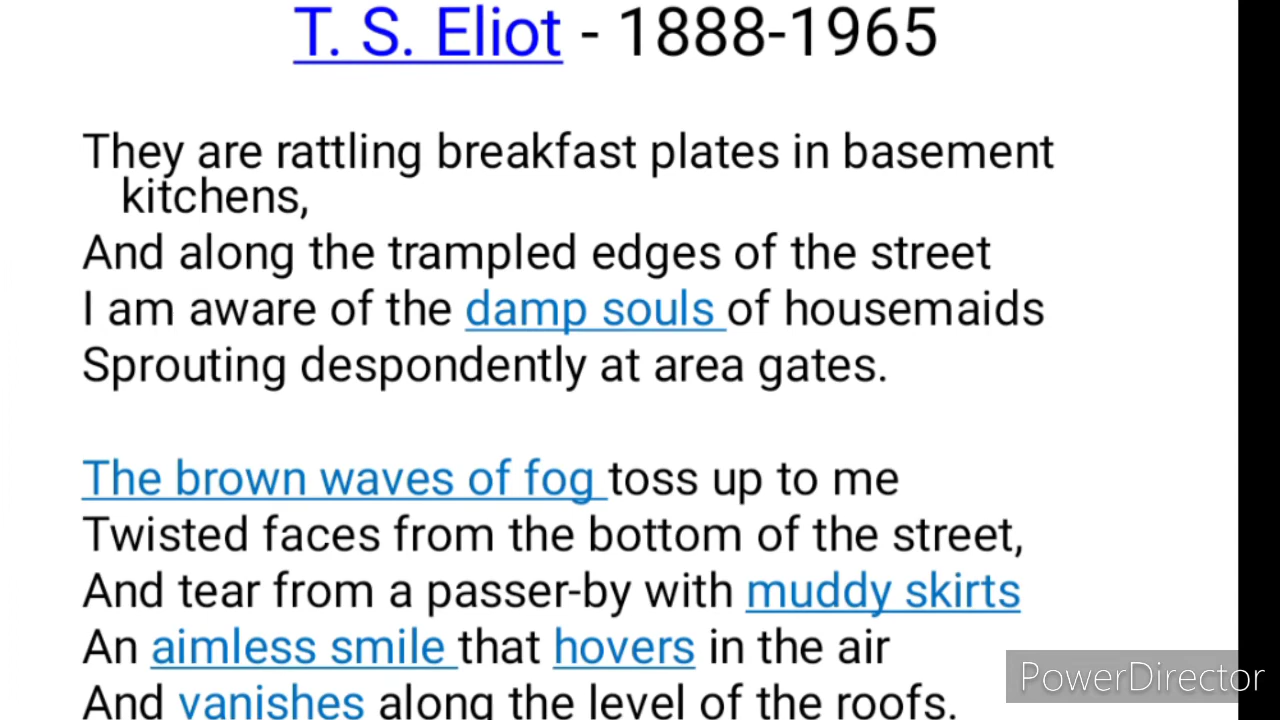 T. S. Eliot - 1888-1965
They are rattling breakfast plates in basement
kitchens,
And along the trampled edges of the street
I am aware of the damp souls of housemaids
Sprouting despondently at area gates.
The brown waves of fog toss up to me
Twisted faces from the bottom of the street,
And tear from a passer-by with muddy skirts
An aimless smile that hovers in the air
And vanishes along the level of the roofs.
PowerDirector